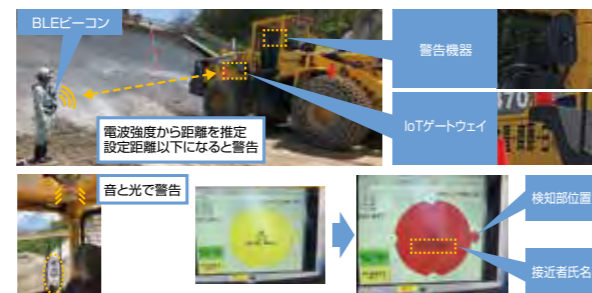 BLEビーコン
警告機器
IoTゲートウェイ
電波強度から距離を推定
設定距離以下になると警告
音と光で警告
検知部位置
接近者氏名